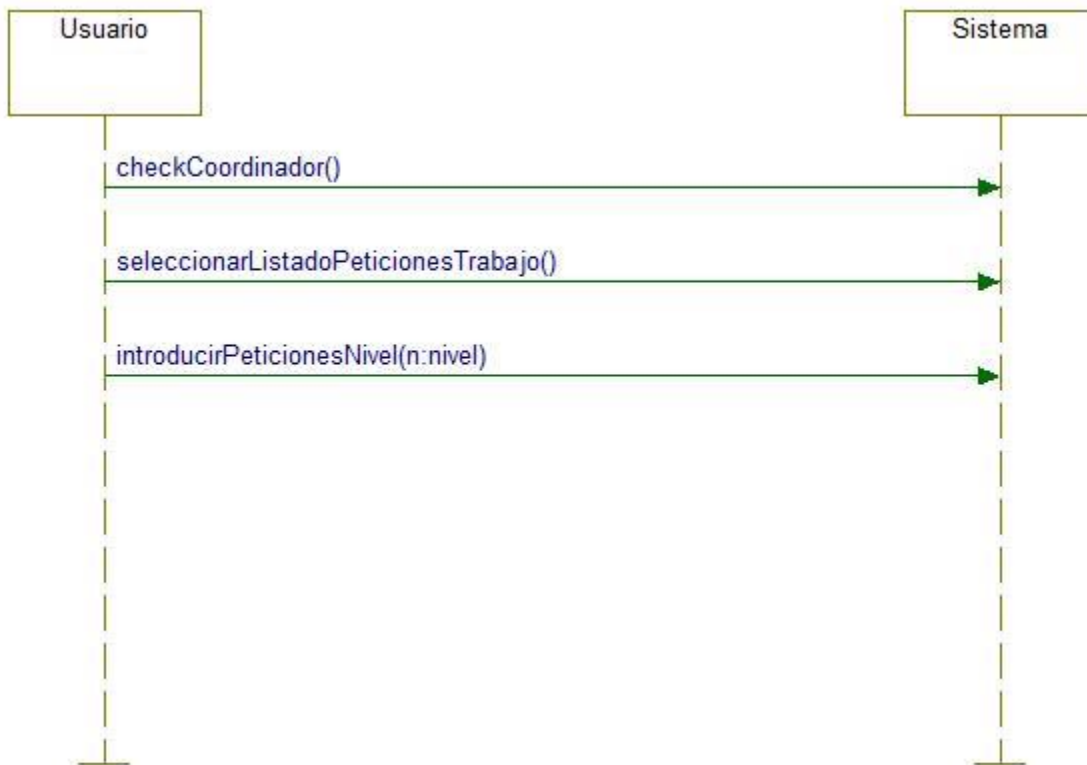 Usuario
Sistema
checkCoordinador()
seleccionarListadoPeticionesTrabajo()
introducirPeticionesNivel(n:nivel)